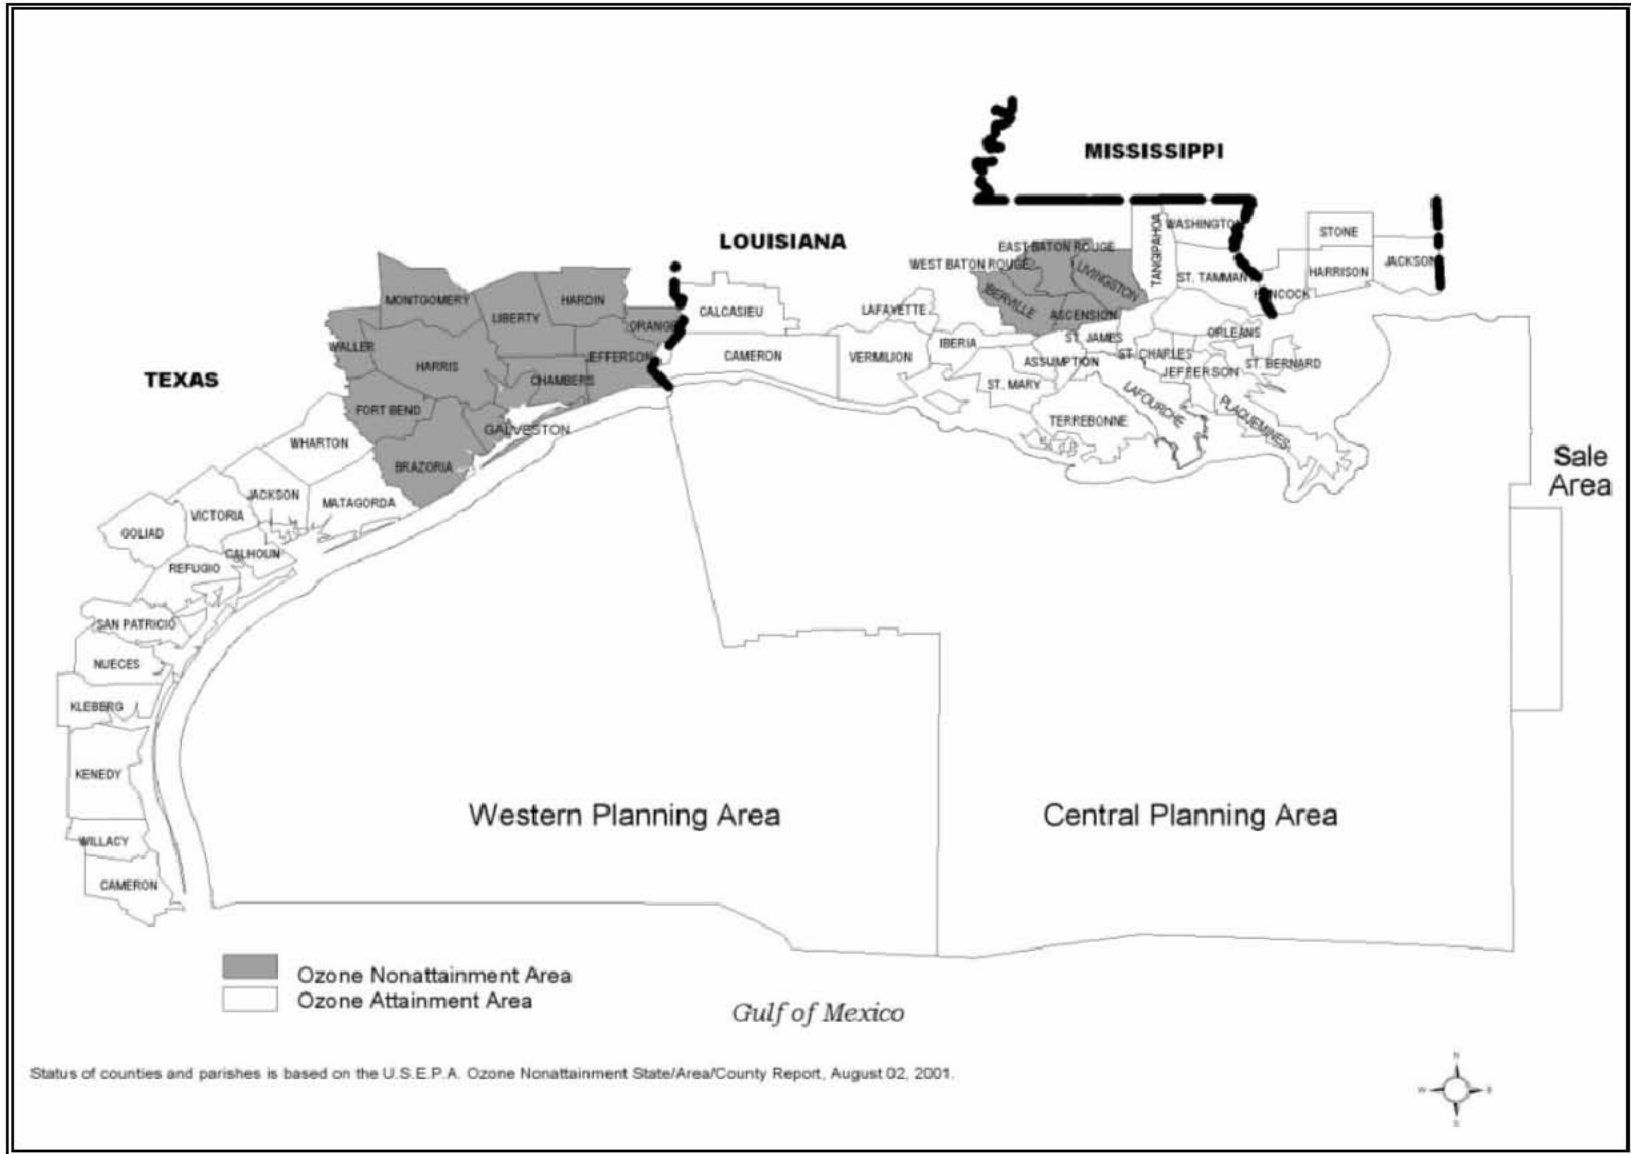 MISSISSIPPI
LOUISIANA
TEXAS
WASHINGTON
TANGIPAHOA
STONE
EAST BATON ROUGE
WEST BATON ROUGE
LIVINGSTON
ST. TAMMANY
HARRISON
JACKSON
HANCOCK
IBERVILLE
ASCENSION
MONTGOMERY
HARDIN
LIBERTY
ORANGE
CALCASIEU
LAFAYETTE
ST. JAMES
ORLEANS
WALLER
HARRIS
JEFFERSON
CAMERON
VERMILION
IBERIA
ASSUMPTION
ST. CHARLES
JEFFERSON
ST. BERNARD
CHAMBERS
ST. MARY
LAFOURCHE
PLAQUEMINES
FORT BEND
GALVESTON
TERREBONNE
WHARTON
BRAZORIA
Sale
Area
JACKSON
MATAGORDA
VICTORIA
GOLIAD
CALHOUN
REFUGIO
SAN PATRICIO
NUECES
KLEBERG
KENEDY
WILLACY
CAMERON
Western Planning Area
Central Planning Area
Ozone Nonattainment Area
Ozone Attainment Area
Gulf of Mexico
Status of counties and parishes is based on the U.S.E.P.A. Ozone Nonattainment State/Area/County Report, August 02, 2001.
N
W
E
S